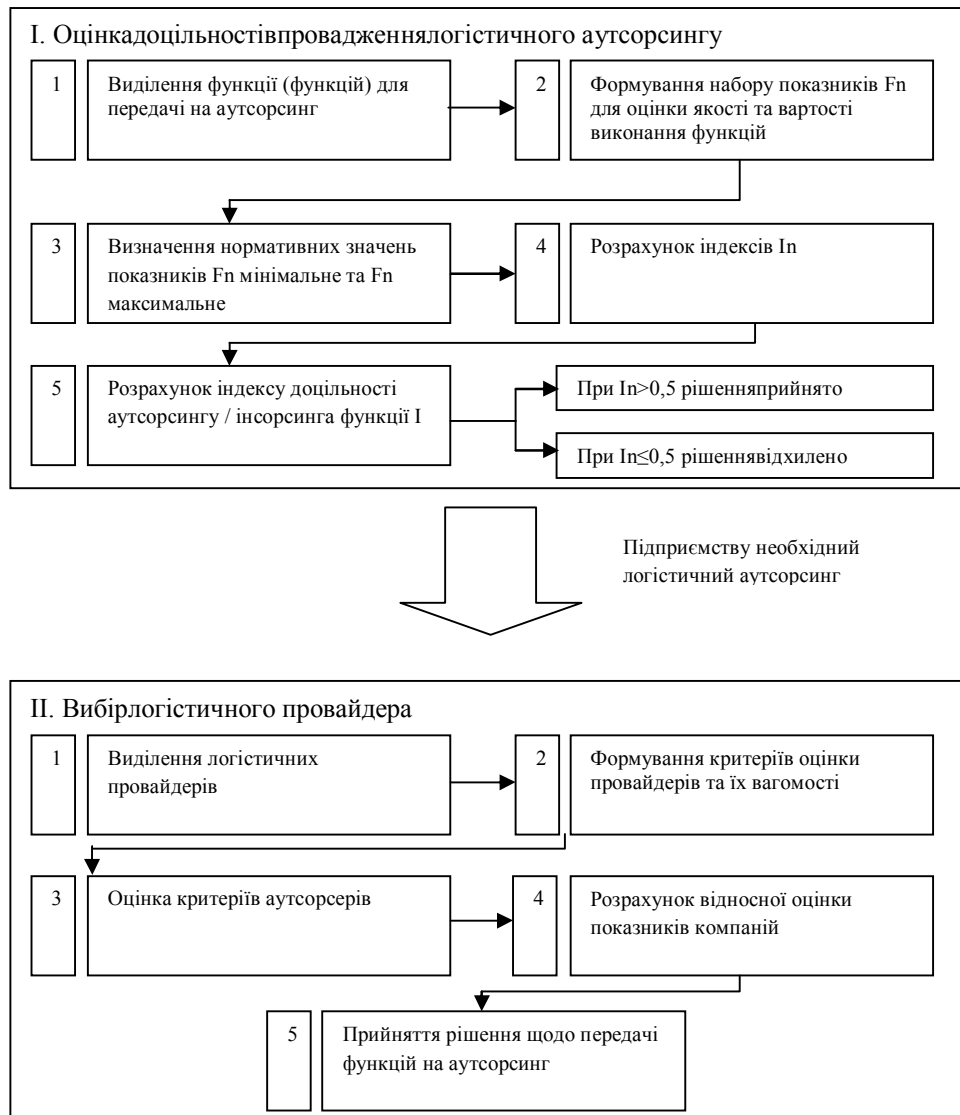 І. Оцінкадоцільностівпровадженнялогістичного аутсорсингу
1
Виділення функції (функцій) для
передачі на аутсорсинг
2
Формування набору показників Fn
для оцінки якості та вартості
виконання функцій
3
Визначення нормативних значень
показників Fn мінімальне та Fn
максимальне
4
Розрахунок індексів In
5
Розрахунок індексу доцільності
аутсорсингу / інсорсинга функції I
При In>0,5 рішенняприйнято
При In≤0,5 рішеннявідхилено
Підприємству необхідний
логістичний аутсорсинг
ІІ. Вибірлогістичного провайдера
1
Виділення логістичних
провайдерів
2
Формування критеріїв оцінки
провайдерів та їх вагомості
3
Оцінка критеріїв аутсорсерів
4
Розрахунок відносної оцінки
показників компаній
5
Прийняття рішення щодо передачі
функцій на аутсорсинг